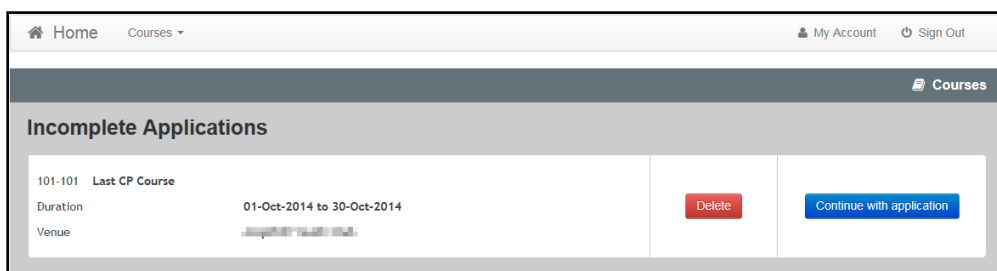 Home Courses My Account Sign Out
Courses
Incomplete Applications
101-101 Last CP Course
Duration 01-Oct-2014 to 30-Oct-2014 Delete Continue with application
Venue